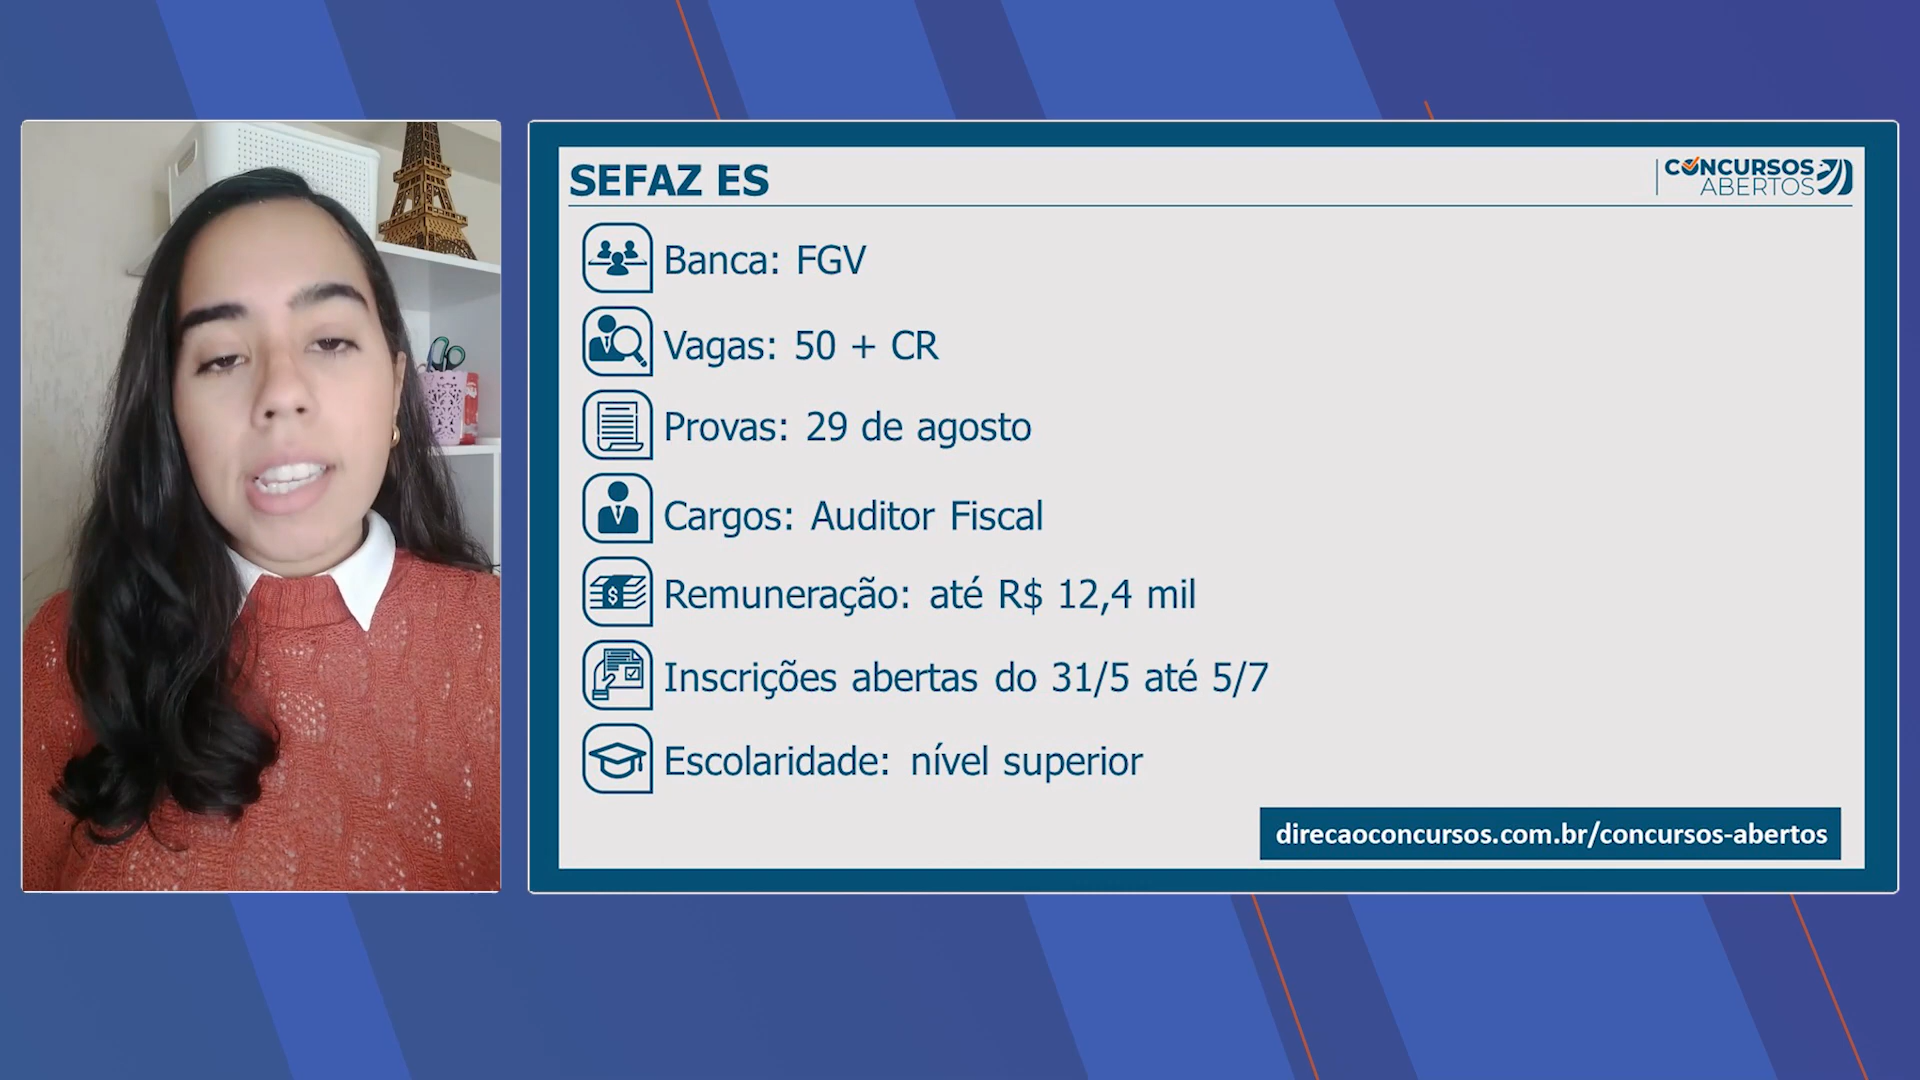 SEFAZ ES
CONCURSOS
ABERTOS
Banca: FGV
Vagas: 50 + CR
Provas: 29 de agosto
Cargos: Auditor Fiscal
Remuneração: até R$ 12,4 mil
Inscrições abertas do 31/5 até 5/7
Escolaridade: nível superior
direcaoconcursos.com.br/concursos-abertos